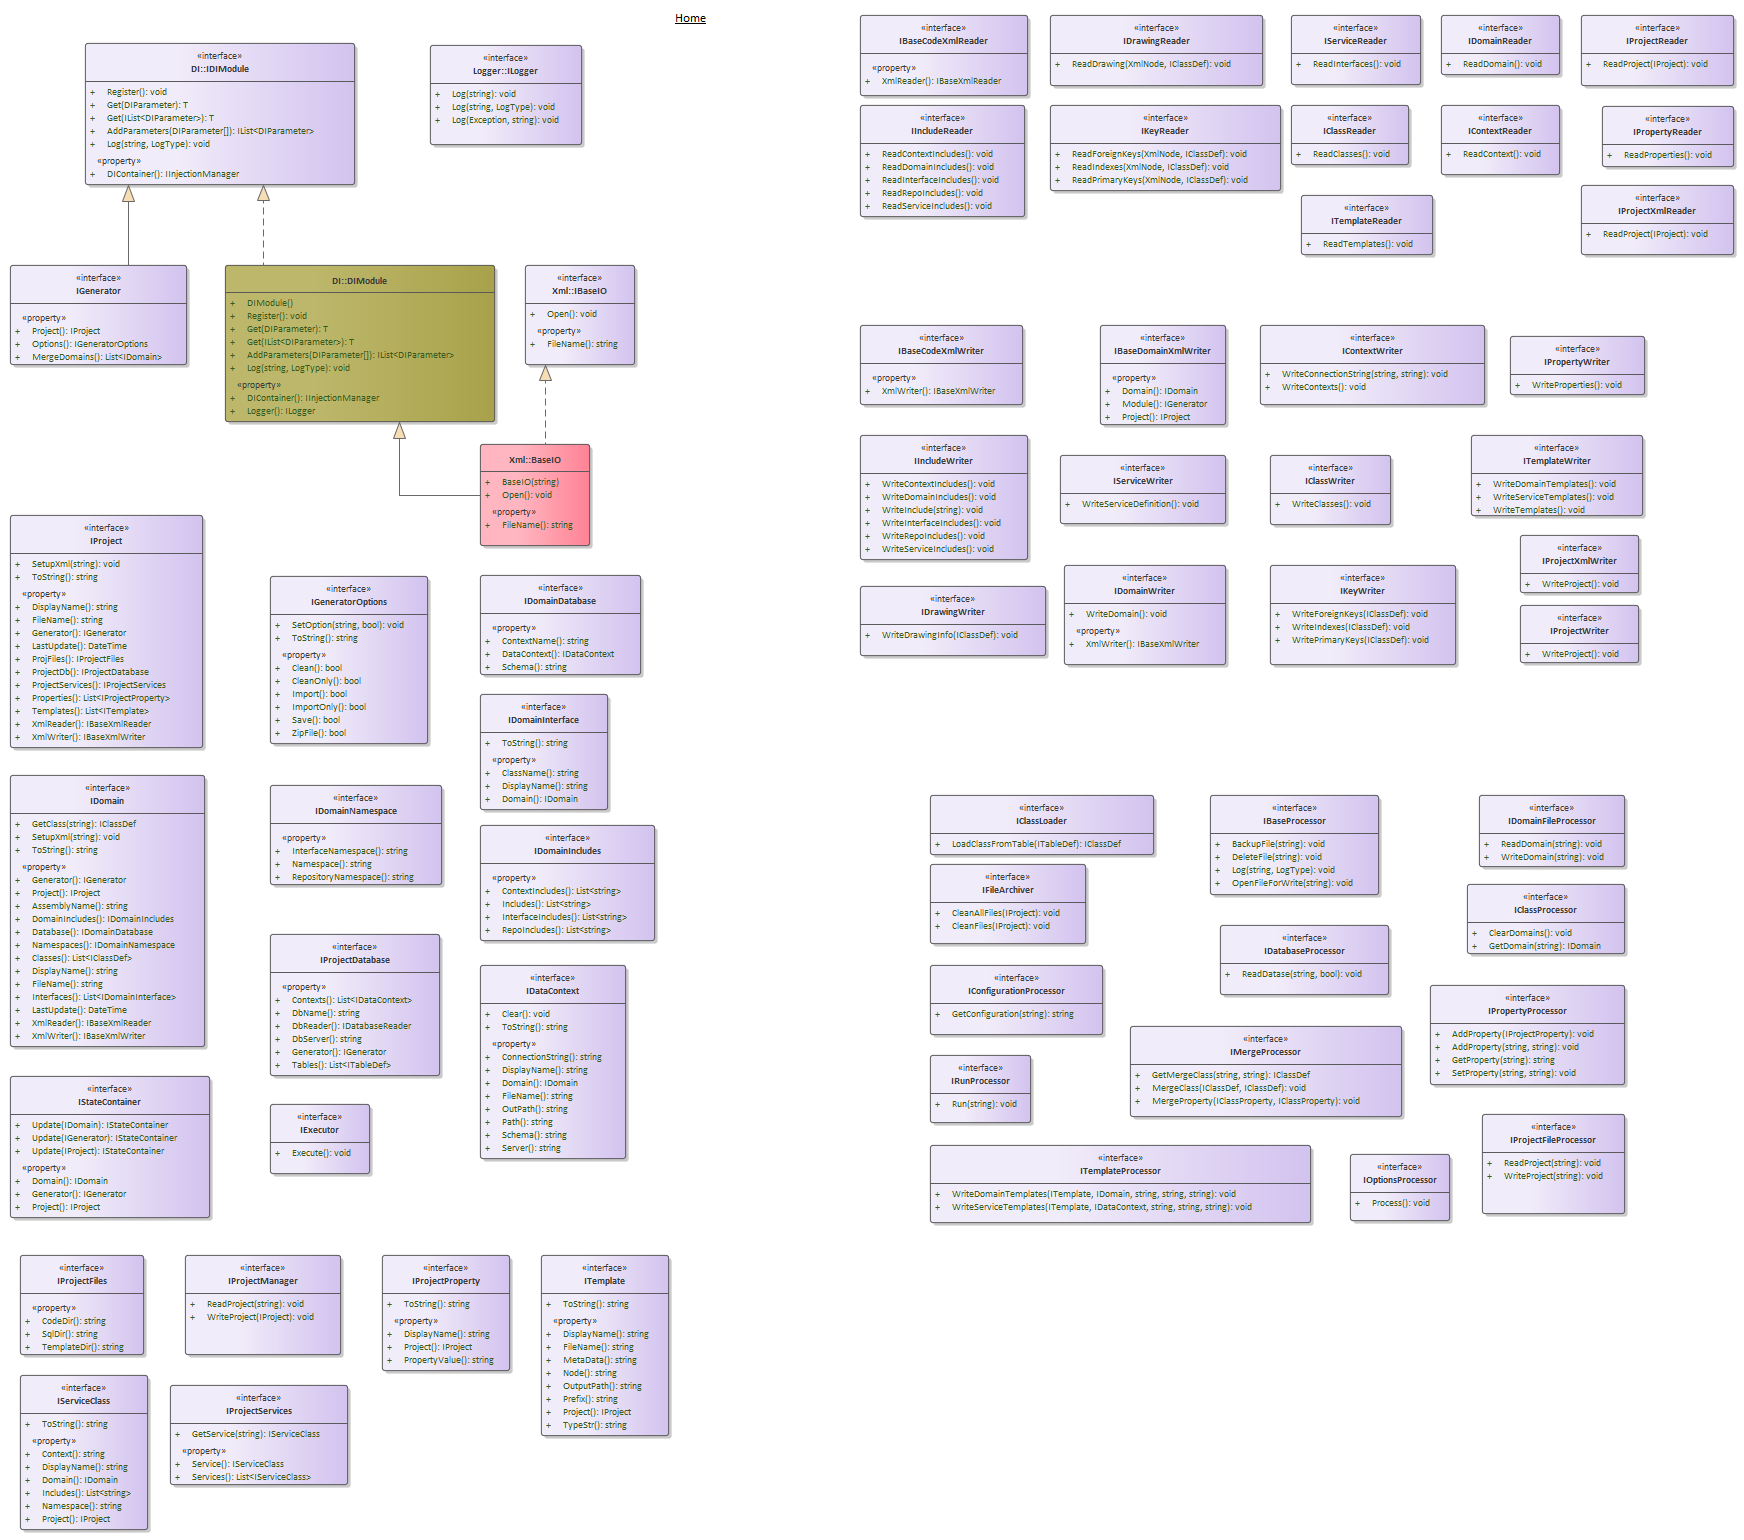 Home
«interface»
DI::IDIModule
+ Register(): void
+ Get(DIParameter): T
+ Get(IList<DIParameter>): T
+ AddParameters(DIParameter[]): IList<DIParameter>
+ Log(string, LogType): void
«property»
+ DIContainer(): IInjectionManager
«interface»
Logger::ILogger
+ Log(string): void
+ Log(string, LogType): void
+ Log(Exception, string): void
«interface»
IGenerator
«property»
+ Project(): IProject
+ Options(): IGeneratorOptions
+ MergeDomains(): List<IDomain>
DI::DIModule
+ DIModule()
+ Register(): void
+ Get(DIParameter): T
+ Get(IList<DIParameter>): T
+ AddParameters(DIParameter[]): IList<DIParameter>
+ Log(string, LogType): void
«property»
+ DIContainer(): IInjectionManager
+ Logger(): ILogger
«interface»
Xml::IBaseIO
+ Open(): void
«property»
+ FileName(): string
Xml::BaseIO
+ BaseIO(string)
+ Open(): void
«property»
+ FileName(): string
«interface»
IProject
+ SetupXml(string): void
+ ToString(): string
«property»
+ DisplayName(): string
+ FileName(): string
+ Generator(): IGenerator
+ LastUpdate(): DateTime
+ ProjFiles(): IProjectFiles
+ ProjectDb(): IProjectDatabase
+ ProjectServices(): IProjectServices
+ Properties(): List<IProjectProperty>
+ Templates(): List<ITemplate>
+ XmlReader(): IBaseXmlReader
+ XmlWriter(): IBaseXmlWriter
«interface»
IGeneratorOptions
+ SetOption(string, bool): void
+ ToString(): string
«property»
+ Clean(): bool
+ CleanOnly(): bool
+ Import(): bool
+ ImportOnly(): bool
+ Save(): bool
+ ZipFile(): bool
«interface»
IDomainDatabase
«property»
+ ContextName(): string
+ DataContext(): IDataContext
+ Schema(): string
«interface»
IDomainInterface
+ ToString(): string
«property»
+ ClassName(): string
+ DisplayName(): string
+ Domain(): IDomain
«interface»
IDomain
+ GetClass(string): IClassDef
+ SetupXml(string): void
+ ToString(): string
«property»
+ Generator(): IGenerator
+ Project(): IProject
+ AssemblyName(): string
+ DomainIncludes(): IDomainIncludes
+ Database(): IDomainDatabase
+ Namespaces(): IDomainNamespace
+ Classes(): List<IClassDef>
+ DisplayName(): string
+ FileName(): string
+ Interfaces(): List<IDomainInterface>
+ LastUpdate(): DateTime
+ XmlReader(): IBaseXmlReader
+ XmlWriter(): IBaseXmlWriter
«interface»
IDomainNamespace
«property»
+ InterfaceNamespace(): string
+ Namespace(): string
+ RepositoryNamespace(): string
«interface»
IDomainIncludes
«property»
+ ContextIncludes(): List<string>
+ Includes(): List<string>
+ InterfaceIncludes(): List<string>
+ RepoIncludes(): List<string>
«interface»
IProjectDatabase
«property»
+ Contexts(): List<IDataContext>
+ DbName(): string
+ DbReader(): IDatabaseReader
+ DbServer(): string
+ Generator(): IGenerator
+ Tables(): List<ITableDef>
«interface»
IDataContext
+ Clear(): void
+ ToString(): string
«property»
+ ConnectionString(): string
+ DisplayName(): string
+ Domain(): IDomain
+ FileName(): string
+ OutPath(): string
+ Path(): string
+ Schema(): string
+ Server(): string
«interface»
IStateContainer
+ Update(IDomain): IStateContainer
+ Update(IGenerator): IStateContainer
+ Update(IProject): IStateContainer
«property»
+ Domain(): IDomain
+ Generator(): IGenerator
+ Project(): IProject
«interface»
IExecutor
+ Execute(): void
«interface»
IProjectFiles
«property»
+ CodeDir(): string
+ SqlDir(): string
+ TemplateDir(): string
«interface»
IProjectManager
+ ReadProject(string): void
+ WriteProject(IProject): void
«interface»
IProjectProperty
+ ToString(): string
«property»
+ DisplayName(): string
+ Project(): IProject
+ PropertyValue(): string
«interface»
ITemplate
+ ToString(): string
«property»
+ DisplayName(): string
+ FileName(): string
+ MetaData(): string
+ Node(): string
+ OutputPath(): string
+ Prefix(): string
+ Project(): IProject
+ TypeStr(): string
«interface»
IServiceClass
+ ToString(): string
«property»
+ Context(): string
+ DisplayName(): string
+ Domain(): IDomain
+ Includes(): List<string>
+ Namespace(): string
+ Project(): IProject
«interface»
IProjectServices
+ GetService(string): IServiceClass
«property»
+ Service(): IServiceClass
+ Services(): List<IServiceClass>
«interface»
IBaseCodeXmlReader
«property»
+ XmlReader(): IBaseXmlReader
«interface»
IDrawingReader
+ ReadDrawing(XmlNode, IClassDef): void
«interface»
IServiceReader
+ ReadInterfaces(): void
«interface»
IDomainReader
+ ReadDomain(): void
«interface»
IProjectReader
+ ReadProject(IProject): void
«interface»
IIncludeReader
+ ReadContextIncludes(): void
+ ReadDomainIncludes(): void
+ ReadInterfaceIncludes(): void
+ ReadRepoIncludes(): void
+ ReadServiceIncludes(): void
«interface»
IKeyReader
+ ReadForeignKeys(XmlNode, IClassDef): void
+ ReadIndexes(XmlNode, IClassDef): void
+ ReadPrimaryKeys(XmlNode, IClassDef): void
«interface»
IClassReader
+ ReadClasses(): void
«interface»
IContextReader
+ ReadContext(): void
«interface»
IPropertyReader
+ ReadProperties(): void
«interface»
ITemplateReader
+ ReadTemplates(): void
«interface»
IProjectXmlReader
+ ReadProject(IProject): void
«interface»
IBaseCodeXmlWriter
«property»
+ XmlWriter(): IBaseXmlWriter
«interface»
IBaseDomainXmlWriter
«property»
+ Domain(): IDomain
+ Module(): IGenerator
+ Project(): IProject
«interface»
IContextWriter
+ WriteConnectionString(string, string): void
+ WriteContexts(): void
«interface»
IPropertyWriter
+ WriteProperties(): void
«interface»
IIncludeWriter
+ WriteContextIncludes(): void
+ WriteDomainIncludes(): void
+ WriteInclude(string): void
+ WriteInterfaceIncludes(): void
+ WriteRepoIncludes(): void
+ WriteServiceIncludes(): void
«interface»
IServiceWriter
+ WriteServiceDefinition(): void
«interface»
IClassWriter
+ WriteClasses(): void
«interface»
ITemplateWriter
+ WriteDomainTemplates(): void
+ WriteServiceTemplates(): void
+ WriteTemplates(): void
«interface»
IProjectXmlWriter
+ WriteProject(): void
«interface»
IDrawingWriter
+ WriteDrawingInfo(IClassDef): void
«interface»
IDomainWriter
+ WriteDomain(): void
«property»
+ XmlWriter(): IBaseXmlWriter
«interface»
IKeyWriter
+ WriteForeignKeys(IClassDef): void
+ WriteIndexes(IClassDef): void
+ WritePrimaryKeys(IClassDef): void
«interface»
IProjectWriter
+ WriteProject(): void
«interface»
IClassLoader
+ LoadClassFromTable(ITableDef): IClassDef
«interface»
IBaseProcessor
+ BackupFile(string): void
+ DeleteFile(string): void
+ Log(string, LogType): void
+ OpenFileForWrite(string): void
«interface»
IDomainFileProcessor
+ ReadDomain(string): void
+ WriteDomain(string): void
«interface»
IFileArchiver
+ CleanAllFiles(IProject): void
+ CleanFiles(IProject): void
«interface»
IClassProcessor
+ ClearDomains(): void
+ GetDomain(string): IDomain
«interface»
IDatabaseProcessor
+ ReadDatase(string, bool): void
«interface»
IConfigurationProcessor
+ GetConfiguration(string): string
«interface»
IPropertyProcessor
+ AddProperty(IProjectProperty): void
+ AddProperty(string, string): void
+ GetProperty(string): string
+ SetProperty(string, string): void
«interface»
IMergeProcessor
+ GetMergeClass(string, string): IClassDef
+ MergeClass(IClassDef, IClassDef): void
+ MergeProperty(IClassProperty, IClassProperty): void
«interface»
IRunProcessor
+ Run(string): void
«interface»
IProjectFileProcessor
+ ReadProject(string): void
+ WriteProject(string): void
«interface»
ITemplateProcessor
+ WriteDomainTemplates(ITemplate, IDomain, string, string, string): void
+ WriteServiceTemplates(ITemplate, IDataContext, string, string, string): void
«interface»
IOptionsProcessor
+ Process(): void